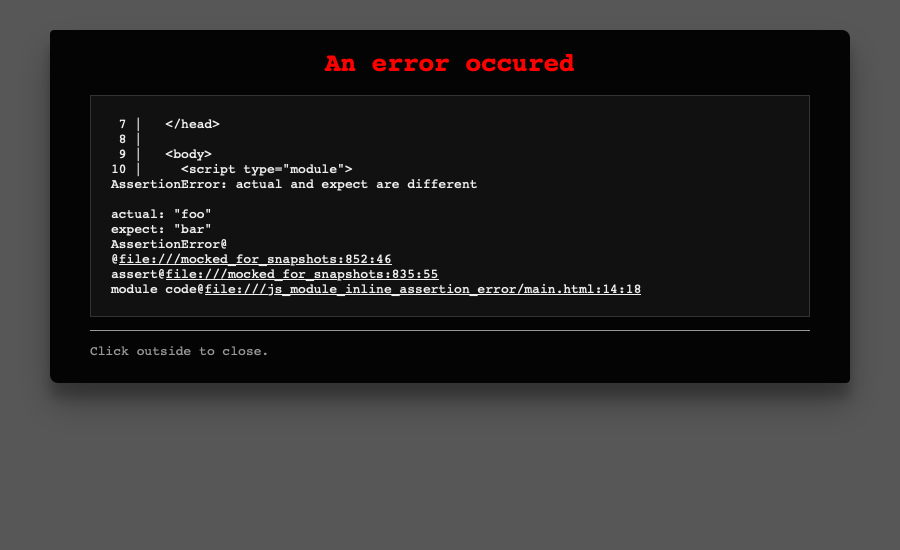 An error occured
 7 |   </head>
 8 |
 9 |   <body>
10 |     <script type="module">
AssertionError: actual and expect are different

actual: "foo"
expect: "bar"
AssertionError@
@file:///mocked_for_snapshots:852:46
assert@file:///mocked_for_snapshots:835:55
module code@file:///js_module_inline_assertion_error/main.html:14:18
Click outside to close.